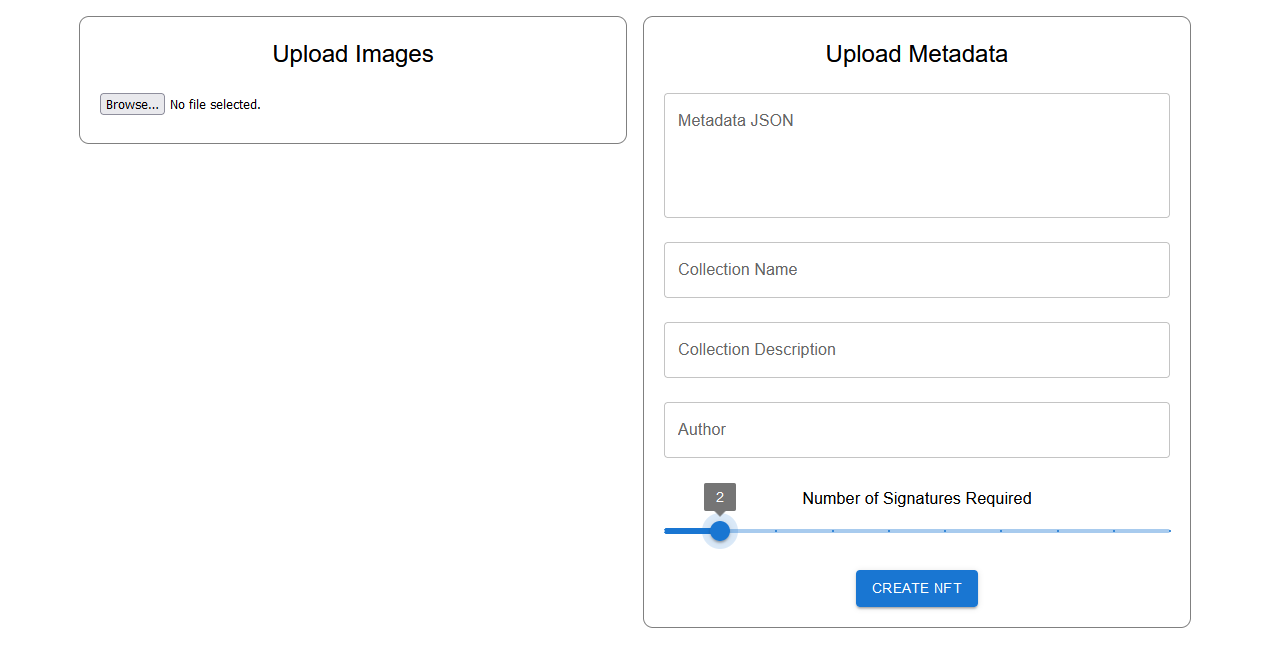 Upload Images
Browse... No file selected.
Upload Metadata
Metadata JSON
Collection Name
Collection Description
Author
2
Number of Signatures Required
CREATE NFT